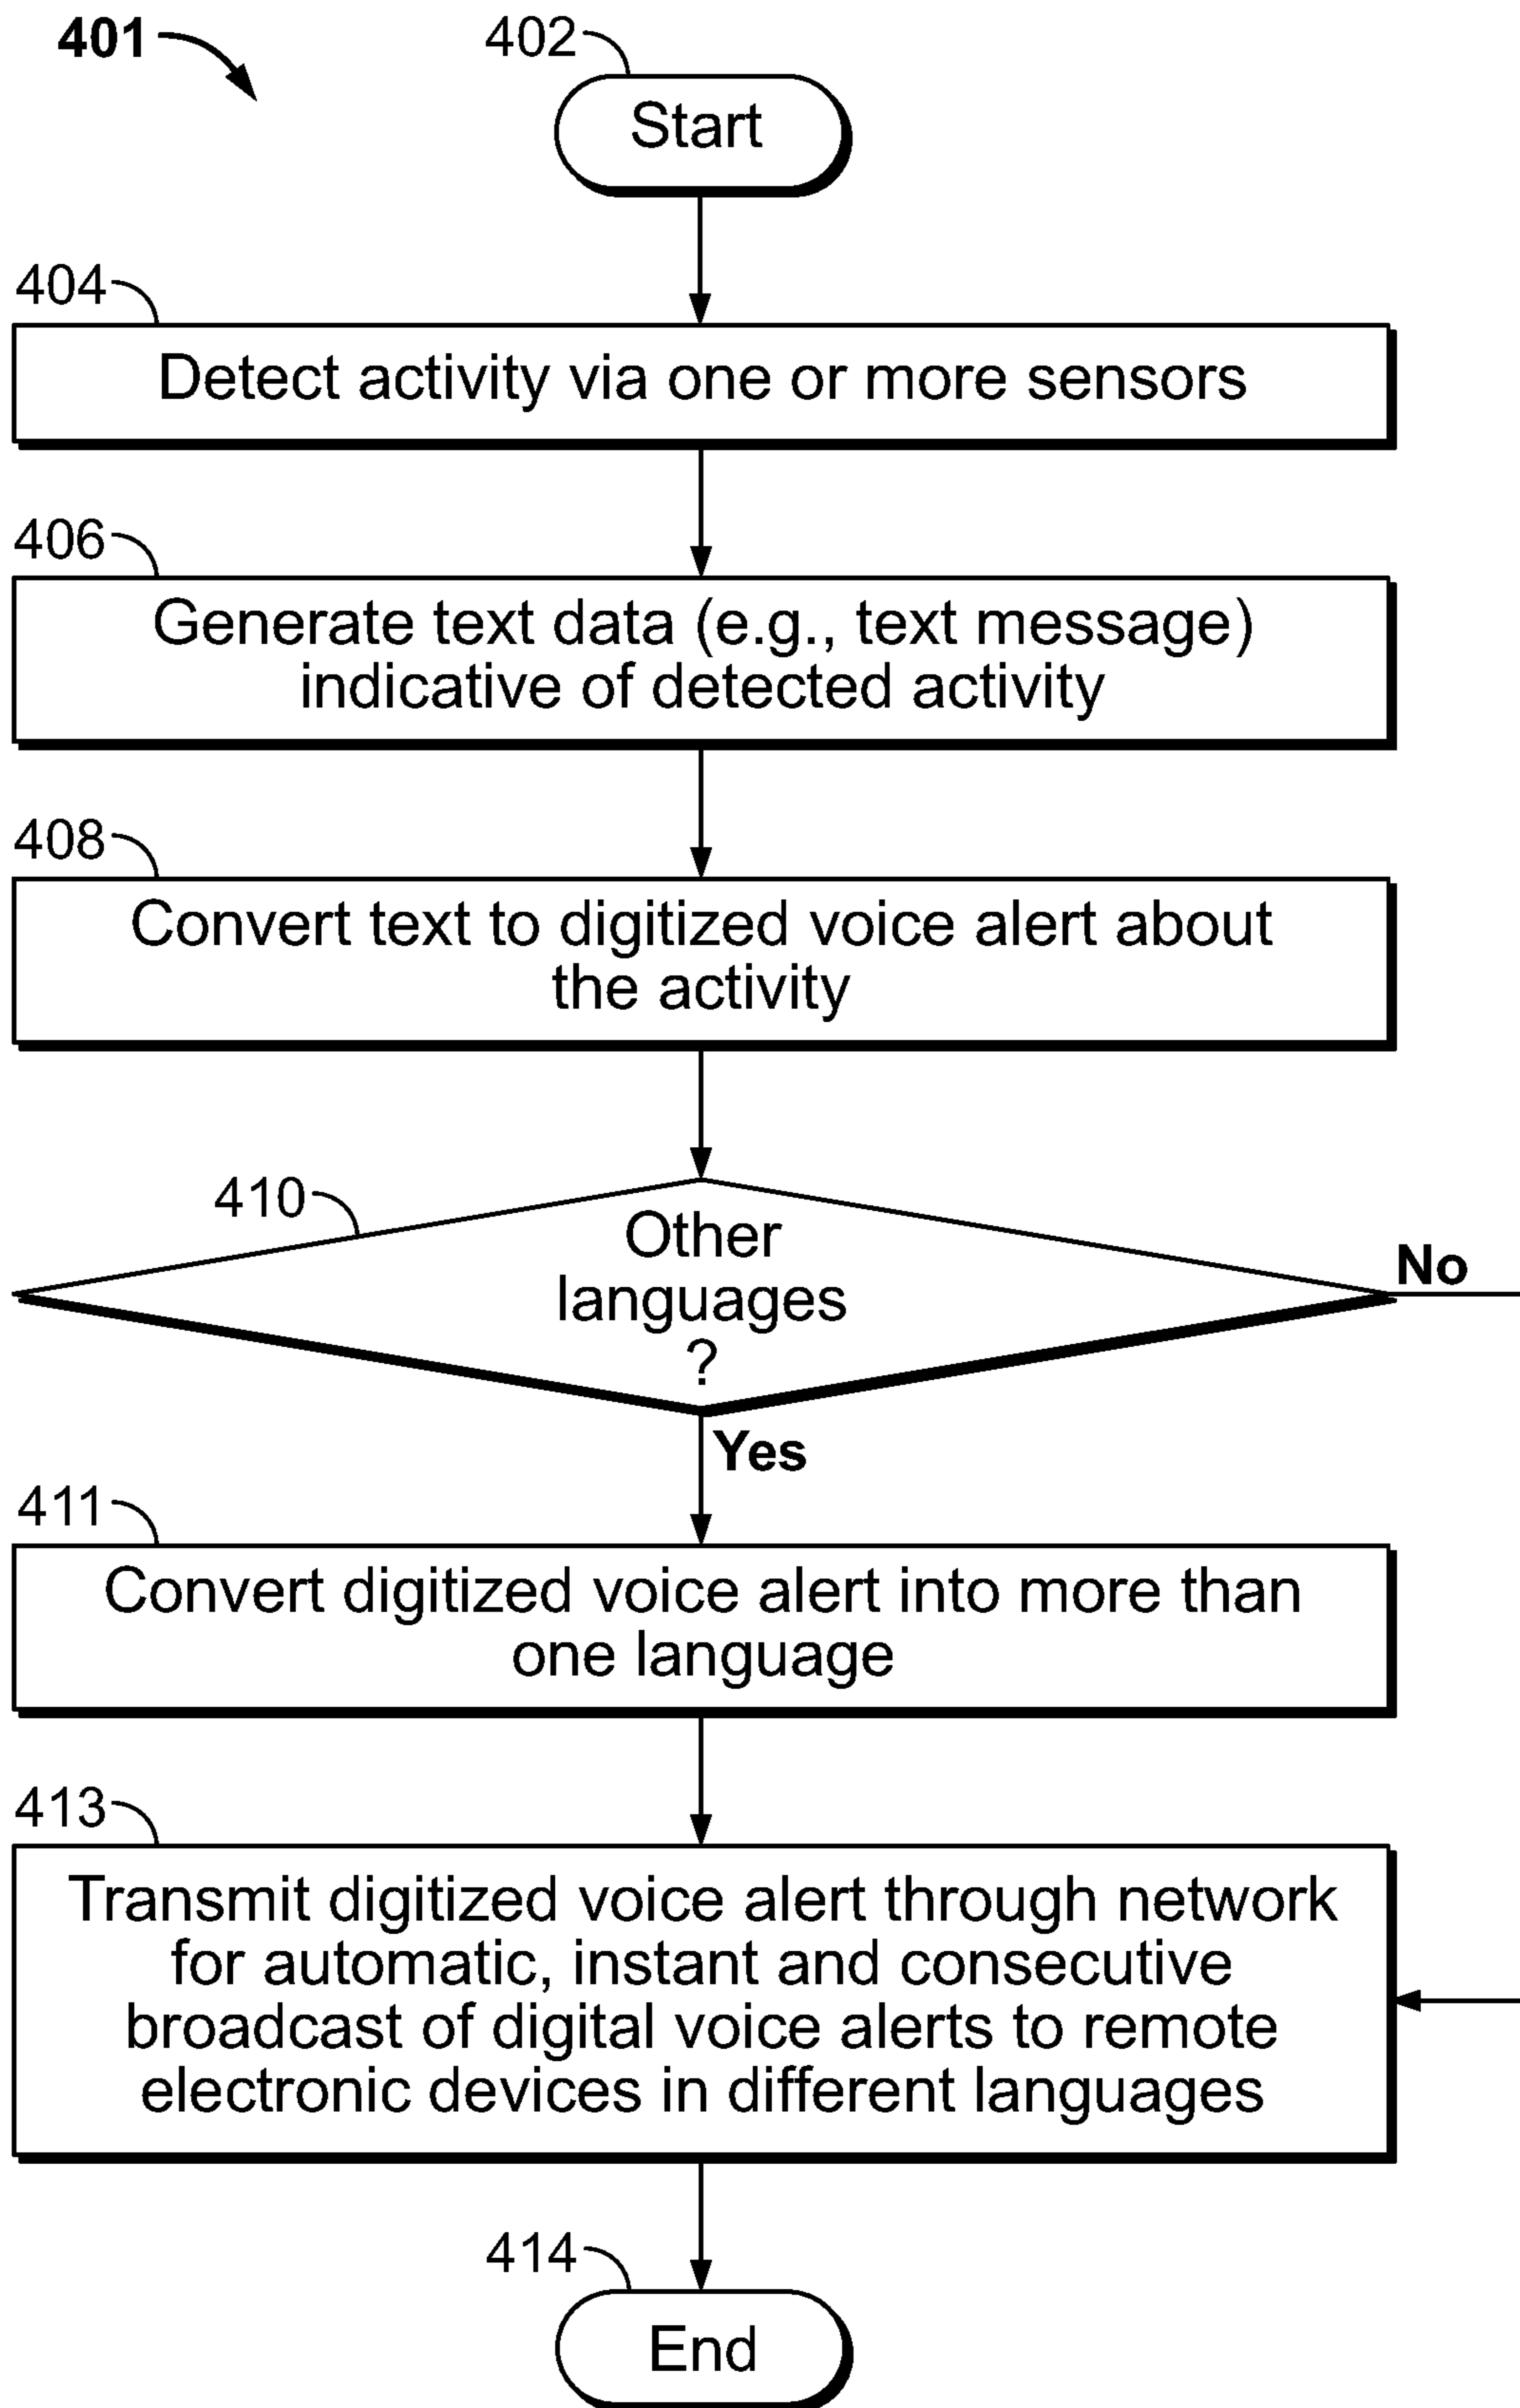 401
402
Start
404
Detect activity via one or more sensors
406
Generate text data (e.g., text message)
indicative of detected activity
408
Convert text to digitized voice alert about
the activity
410
Other
languages
?
No
Yes
411
Convert digitized voice alert into more than
one language
413
Transmit digitized voice alert through network
for automatic, instant and consecutive
broadcast of digital voice alerts to remote
electronic devices in different languages
414
End